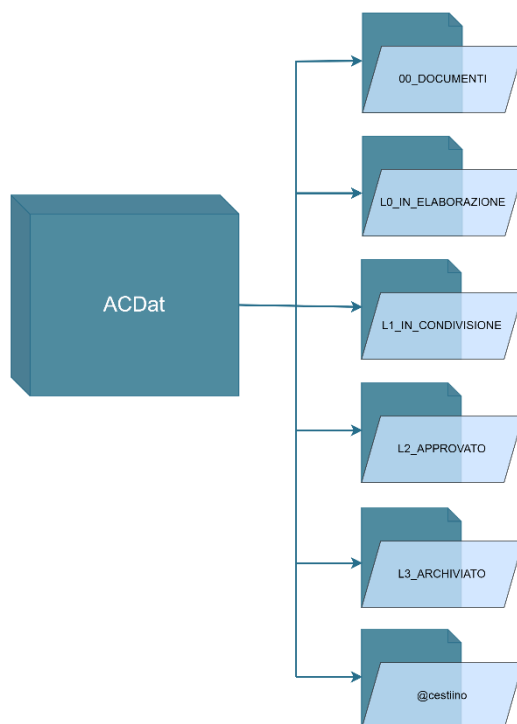 00_DOCUMENTI
L0_IN_ELABORAZIONE
ACDat
L1_IN_CONDIVISIONE
L2_APPROVATO
L3_ARCHIVIATO
@cestiino